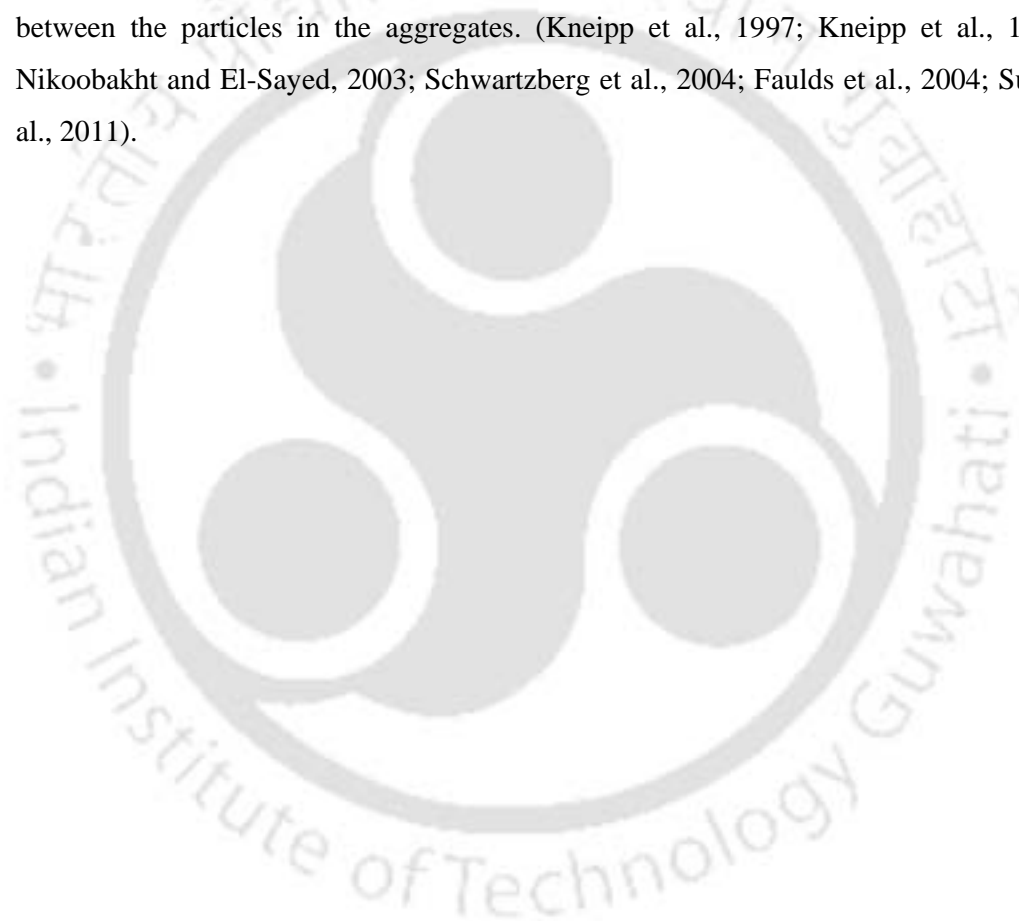 between the particles in the aggregates. (Kneipp et al., 1997; Kneipp et al., 1
Nikoobakht and El-Sayed, 2003; Schwartzberg et al., 2004; Faulds et al., 2004; Su
al., 2011).
Indian Institute of Technology Guwahati